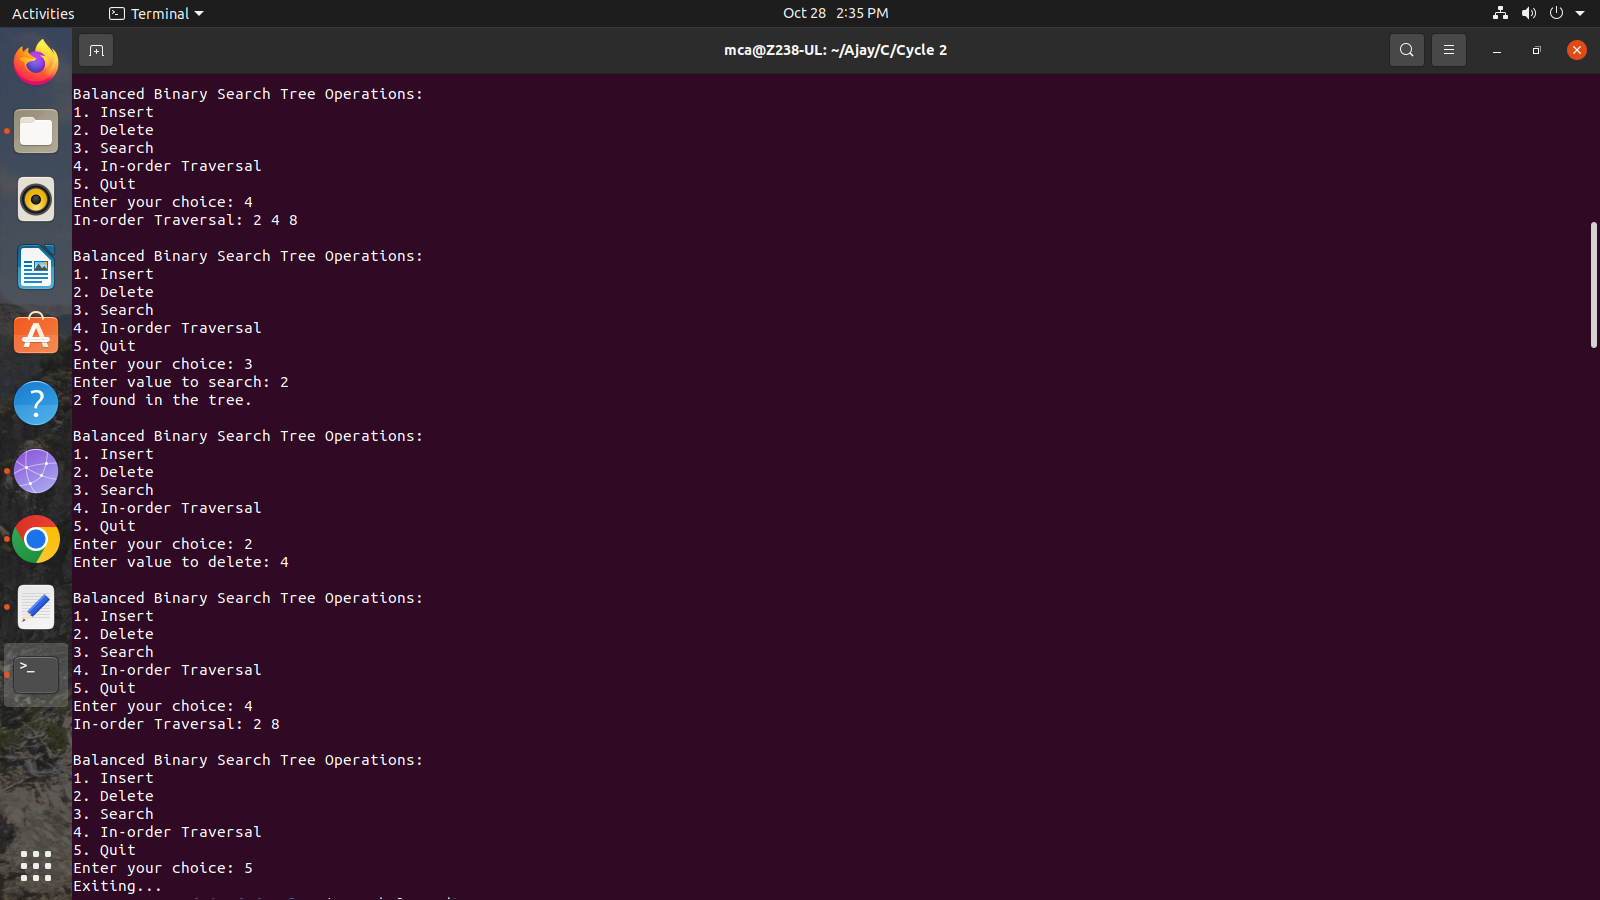 Activities Terminal Oct 28 2:35 PM
mca@Z238-UL: ~/Ajay/C/Cycle 2
Balanced Binary Search Tree Operations:
1. Insert
2. Delete
3. Search
4. In-order Traversal
5. Quit
Enter your choice: 4
In-order Traversal: 2 4 8
Balanced Binary Search Tree Operations:
1. Insert
2. Delete
3. Search
4. In-order Traversal
5. Quit
Enter your choice: 3
Enter value to search: 2
2 found in the tree.
Balanced Binary Search Tree Operations:
1. Insert
2. Delete
3. Search
4. In-order Traversal
5. Quit
Enter your choice: 2
Enter value to delete: 4
Balanced Binary Search Tree Operations:
1. Insert
2. Delete
3. Search
4. In-order Traversal
5. Quit
Enter your choice: 4
In-order Traversal: 2 8
Balanced Binary Search Tree Operations:
1. Insert
2. Delete
3. Search
4. In-order Traversal
5. Quit
Enter your choice: 5
Exiting...